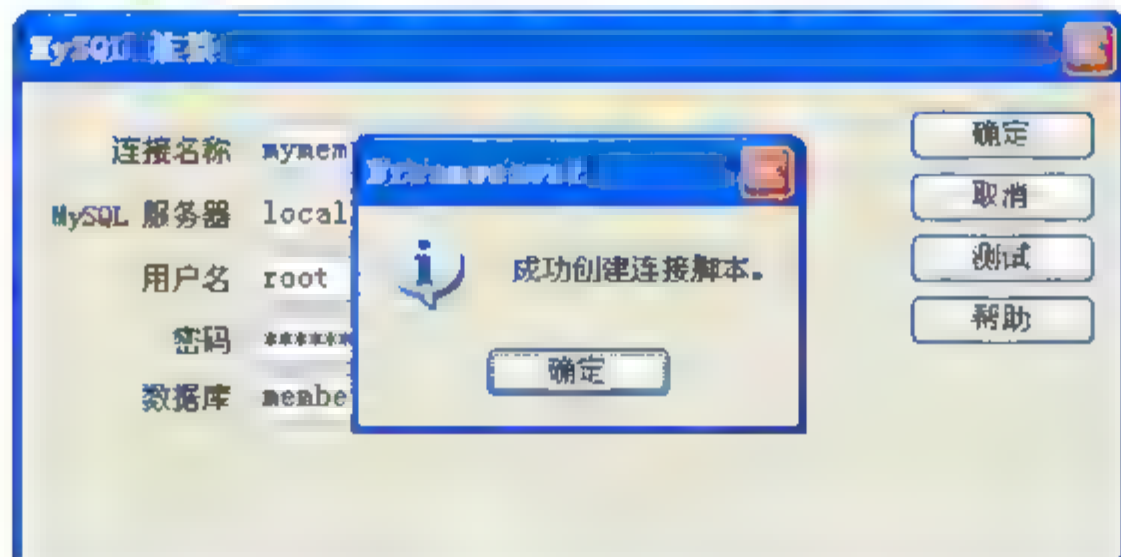 MySQL 连接
连接名称 mymem
MySQL 服务器 local
用户名 root
密码 ******
数据库 membe
成功创建连接脚本。
确定
确定
取消
测试
帮助